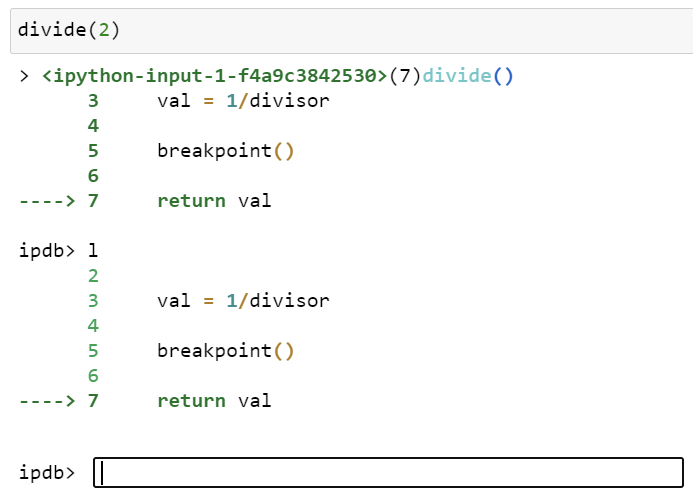 divide(2)
> <ipython-input-1-f4a9c3842530>(7)divide()
      3     val = 1/divisor
      4
      5     breakpoint()
      6
----> 7     return val
ipdb> l
      2
      3     val = 1/divisor
      4
      5     breakpoint()
      6
----> 7     return val
ipdb>